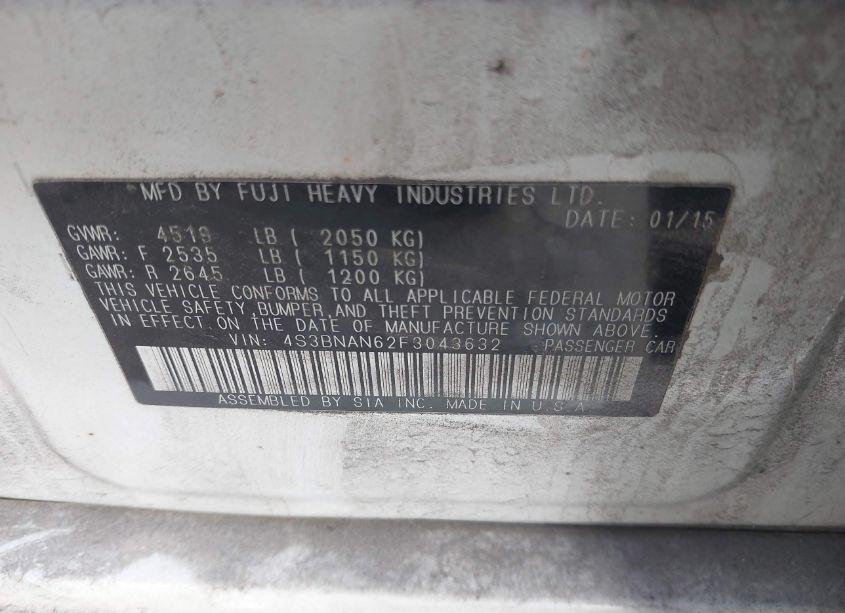 MFD BY FUJI HEAVY INDUSTRIES LTD.
DATE: 01/15
GVWR: 4519 LB ( 2050 KG)
GAWR: F 2535 LB ( 1150 KG)
GAWR: R 2645 LB ( 1200 KG)
THIS VEHICLE CONFORMS TO ALL APPLICABLE FEDERAL MOTOR
VEHICLE SAFETY, BUMPER, AND THEFT PREVENTION STANDARDS
IN EFFECT ON THE DATE OF MANUFACTURE SHOWN ABOVE.
VIN: 4S3BNAN62F3043632 PASSENGER CAR
ASSEMBLED BY SIA INC. MADE IN U.S.A